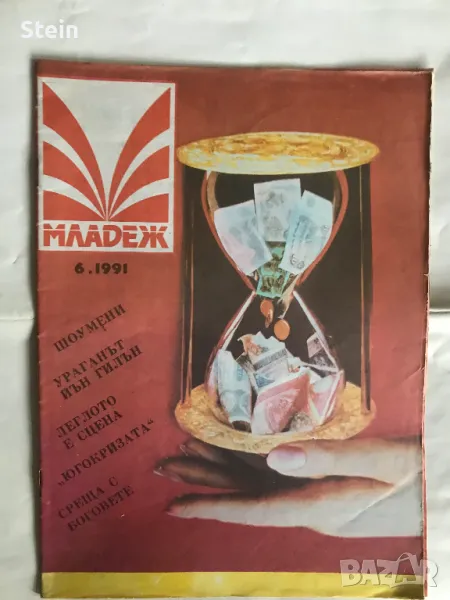 Stein
МЛАДЕЖ
6.1991
ШОУМЕНИ
УРАГАНЪТ
ИЪН ГИЛЪН
ЛЕГЛОТО
Е СЦЕНА
„ЮГОКРИЗАТА“
СРЕЩА С
БОГОВЕТЕ
BAZAR